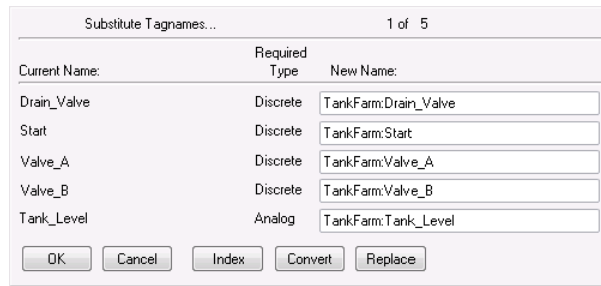 Substitute Tagnames... 1 of 5
Required
Current Name: Type New Name:
Drain_Valve Discrete TankFarm:Drain_Valve
Start Discrete TankFarm:Start
Valve_A Discrete TankFarm:Valve_A
Valve_B Discrete TankFarm:Valve_B
Tank_Level Analog TankFarm:Tank_Level
OK Cancel Index Convert Replace